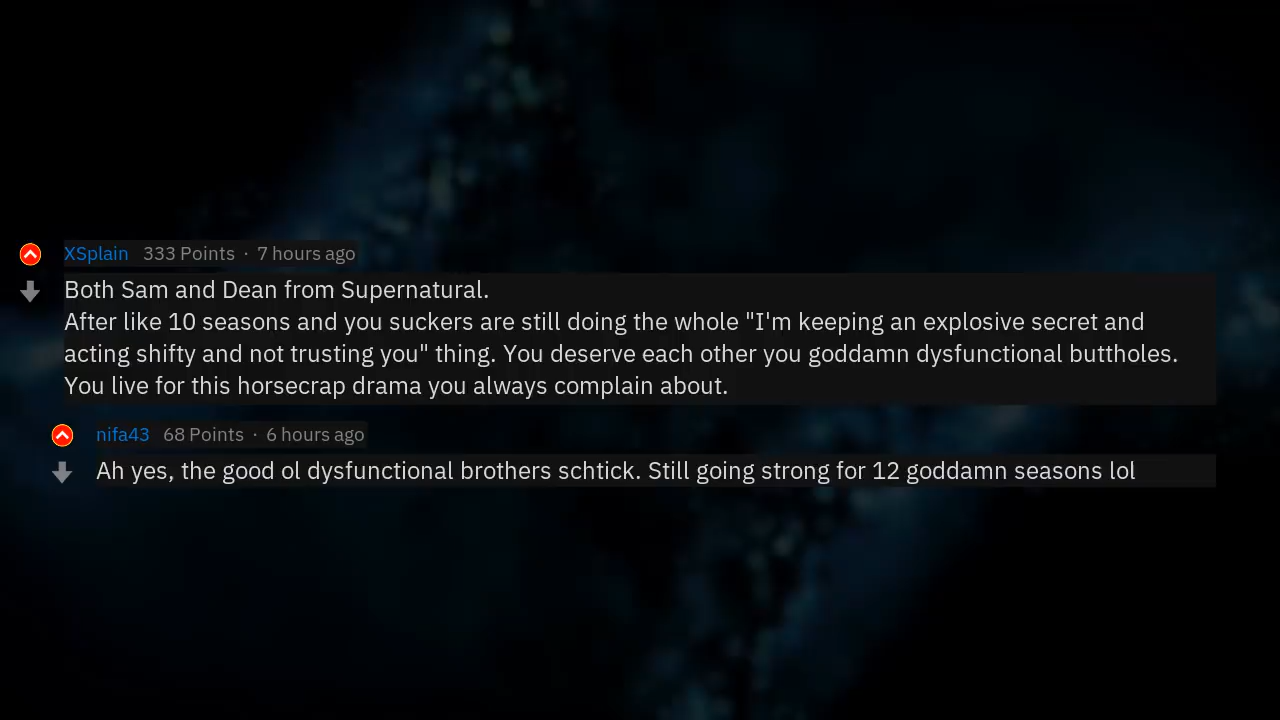 XSplain 333 Points · 7 hours ago
Both Sam and Dean from Supernatural.
After like 10 seasons and you suckers are still doing the whole "I'm keeping an explosive secret and
acting shifty and not trusting you" thing. You deserve each other you goddamn dysfunctional buttholes.
You live for this horsecrap drama you always complain about.
nifa43 68 Points · 6 hours ago
Ah yes, the good ol dysfunctional brothers schtick. Still going strong for 12 goddamn seasons lol